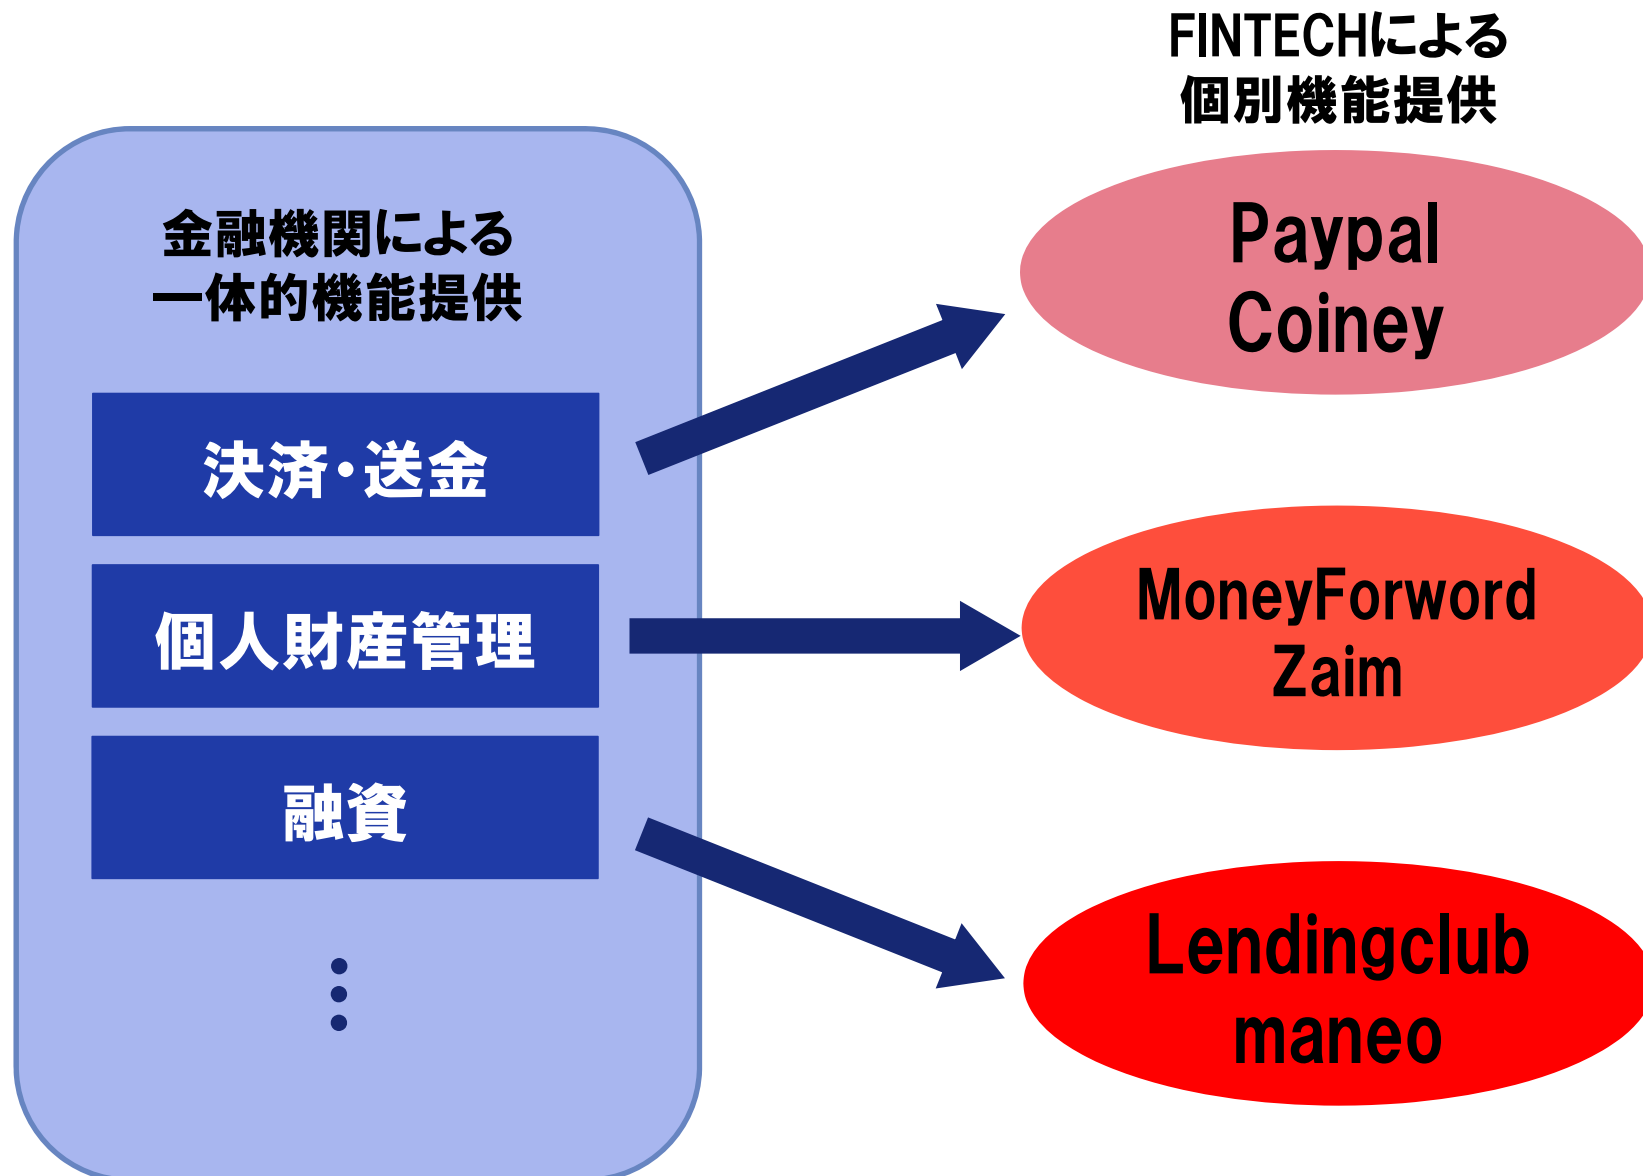 FINTECHによる
個別機能提供
金融機関による
一体的機能提供
決済・送金
個人財産管理
融資
Paypal
Coiney
MoneyForword
Zaim
Lendingclub
maneo